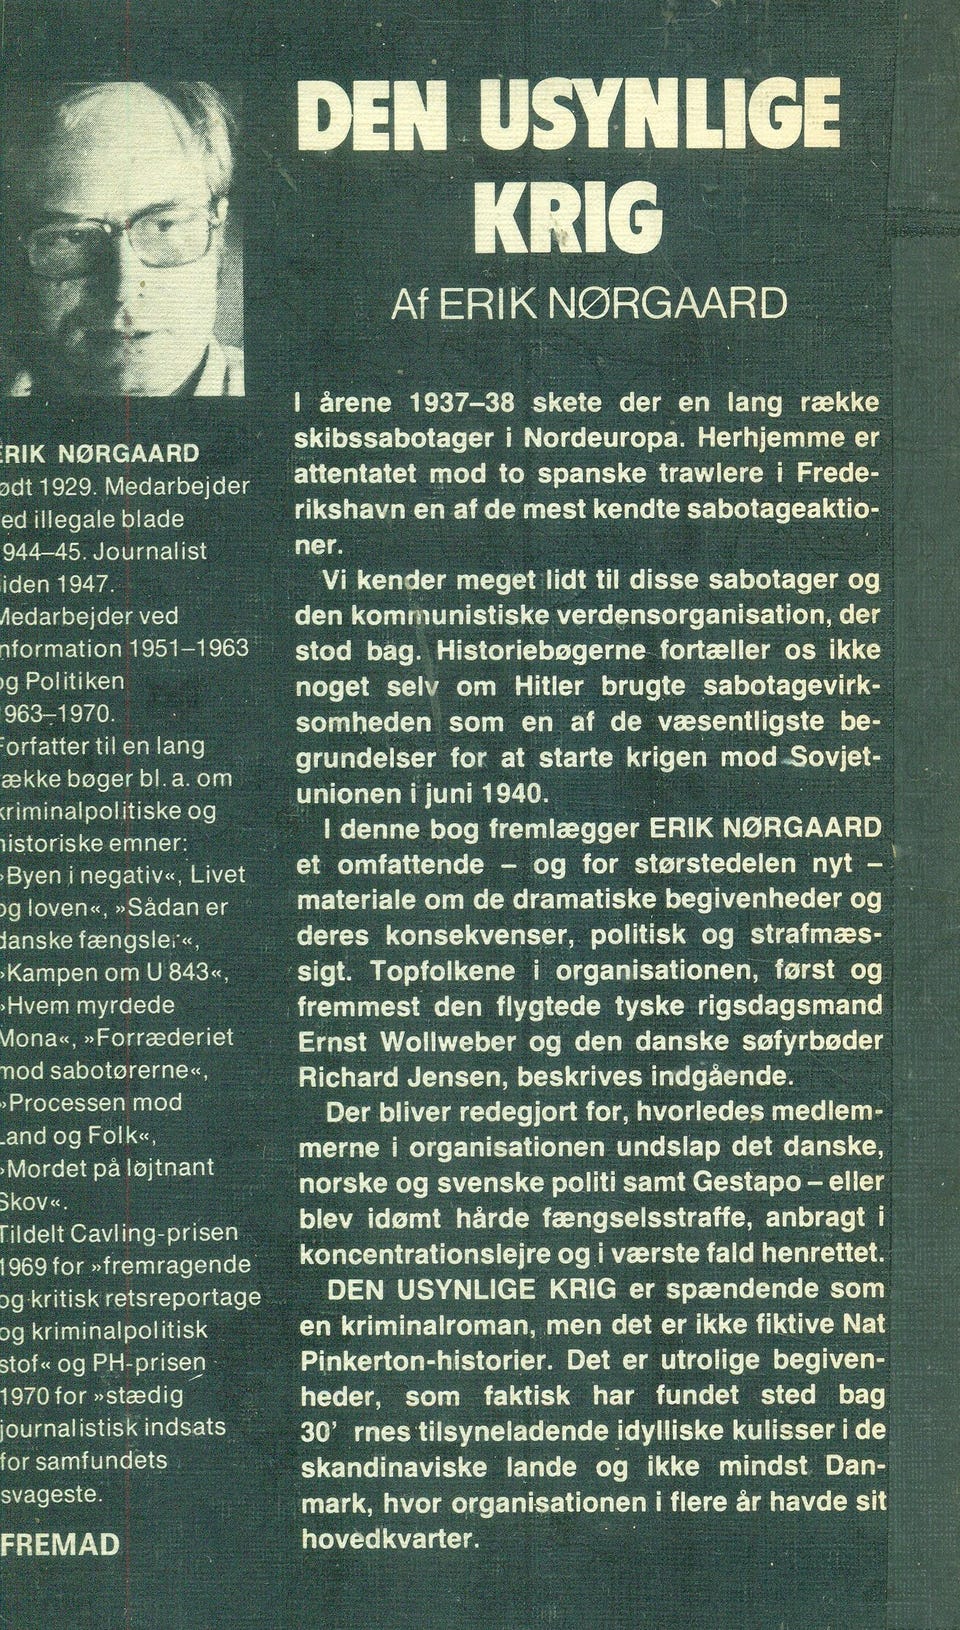 DEN USYNLIGE
KRIG
Af ERIK NØRGAARD
I årene 1937–38 skete der en lang række
skibssabotager i Nordeuropa. Herhjemme er
attentatet mod to spanske trawlere i Frede-
rikshavn en af de mest kendte sabotageaktio-
ner.
Vi kender meget lidt til disse sabotager og
den kommunistiske verdensorganisation, der
stod bag. Historiebøgerne fortæller os ikke
noget selv om Hitler brugte sabotagevirk-
somheden som en af de væsentligste be-
grundelser for at starte krigen mod Sovjet-
unionen i juni 1940.
I denne bog fremlægger ERIK NØRGAARD
et omfattende – og for størstedelen nyt –
materiale om de dramatiske begivenheder og
deres konsekvenser, politisk og strafmæs-
sigt. Topfolkene i organisationen, først og
fremmest den flygtede tyske rigsdagsmand
Ernst Wollweber og den danske søfyrbøder
Richard Jensen, beskrives indgående.
Der bliver redegjort for, hvorledes medlem-
merne i organisationen undslap det danske,
norske og svenske politi samt Gestapo – eller
blev idømt hårde fængselsstraffe, anbragt i
koncentrationslejre og i værste fald henrettet.
DEN USYNLIGE KRIG er spændende som
en kriminalroman, men det er ikke fiktive Nat
Pinkerton-historier. Det er utrolige begiven-
heder, som faktisk har fundet sted bag
30' rnes tilsyneladende idylliske kulisser i de
skandinaviske lande og ikke mindst Dan-
mark, hvor organisationen i flere år havde sit
hovedkvarter.
ERIK NØRGAARD
ødt 1929. Medarbejder
ed illegale blade
944–45. Journalist
iden 1947.
Medarbejder ved
nformation 1951–1963
og Politiken
963–1970.
Forfatter til en lang
ække bøger bl. a. om
kriminalpolitiske og
historiske emner:
»Byen i negativ«, Livet
og loven«, »Sådan er
danske fængsler«,
»Kampen om U 843«,
»Hvem myrdede
Mona«, »Forræderiet
mod sabotørerne«,
»Processen mod
Land og Folk«,
»Mordet på løjtnant
Skov«.
Tildelt Cavling-prisen
1969 for »fremragende
og kritisk retsreportage
og kriminalpolitisk
stof« og PH-prisen
1970 for »stædig
journalistisk indsats
for samfundets
svageste.
FREMAD